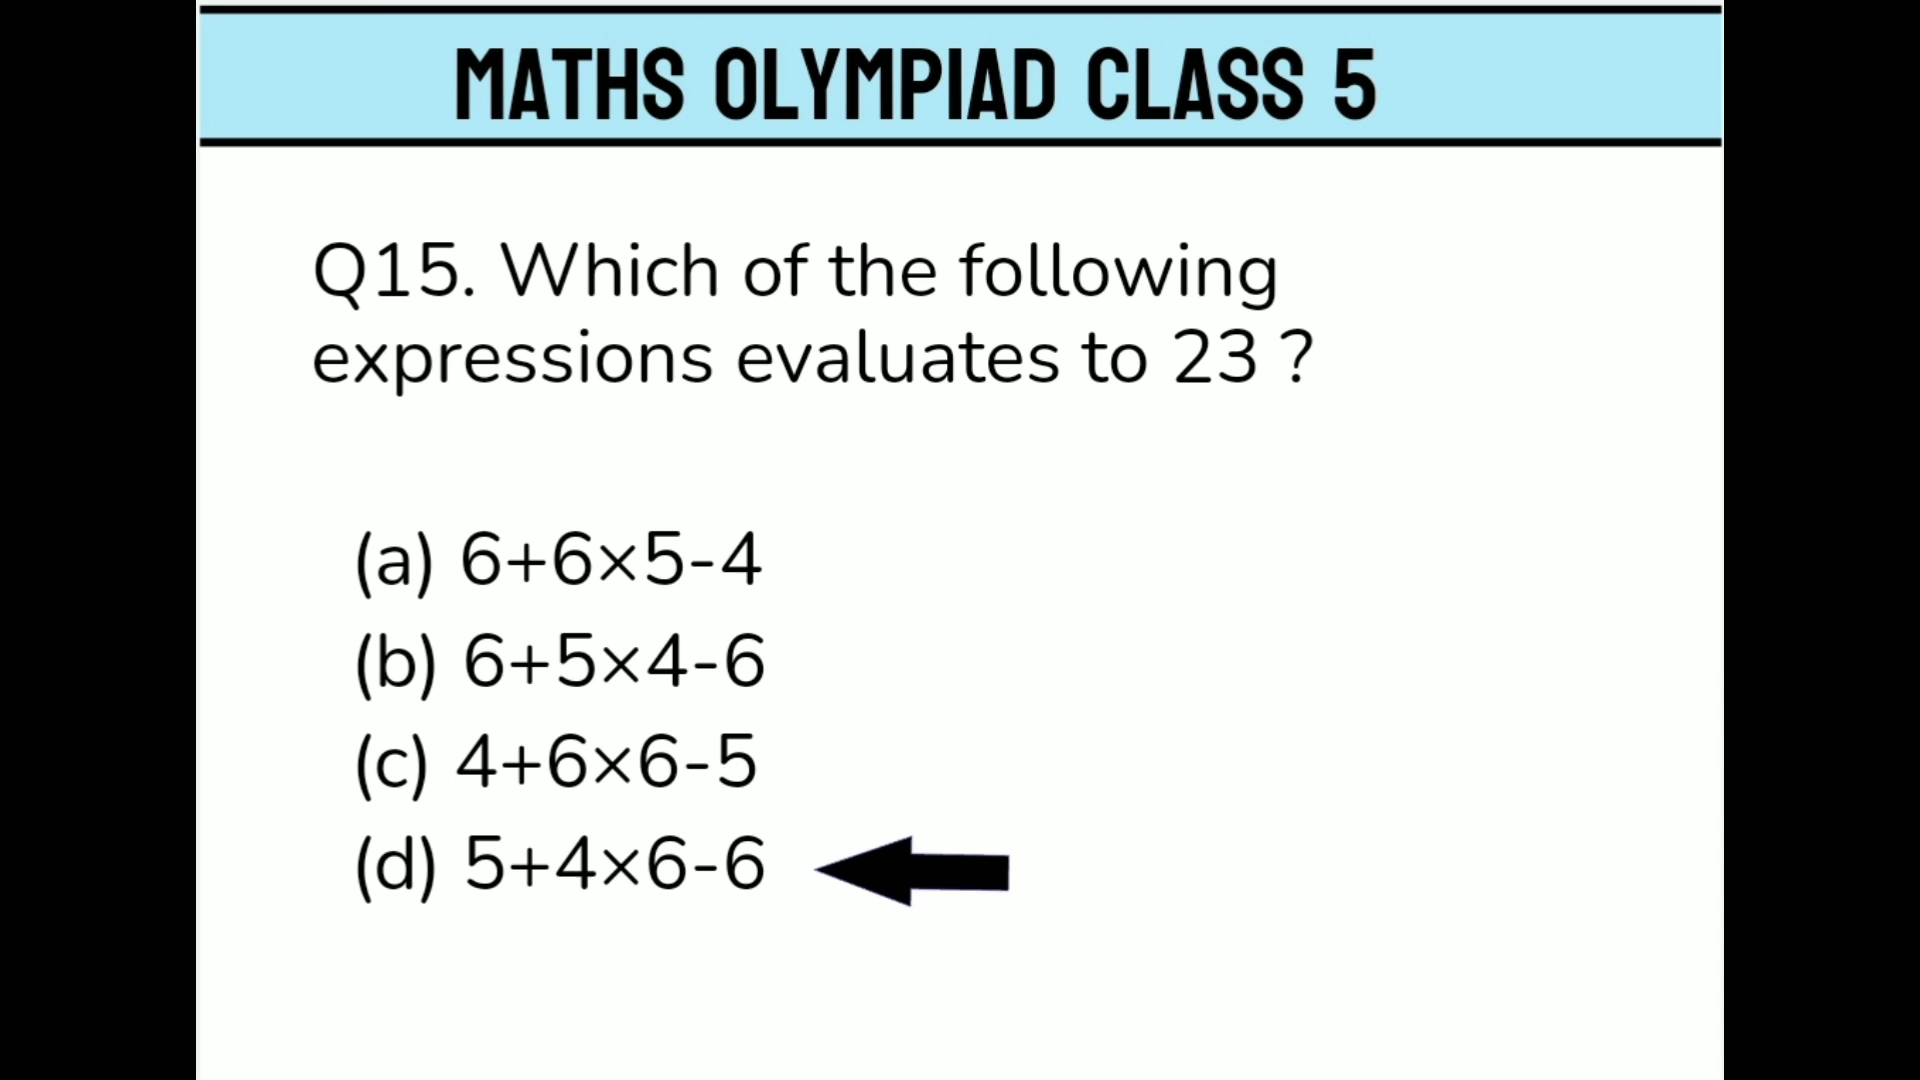 MATHS OLYMPIAD CLASS 5
Q15. Which of the following
expressions evaluates to 23 ?
(a) 6+6×5-4
(b) 6+5×4-6
(c) 4+6×6-5
(d) 5+4×6-6